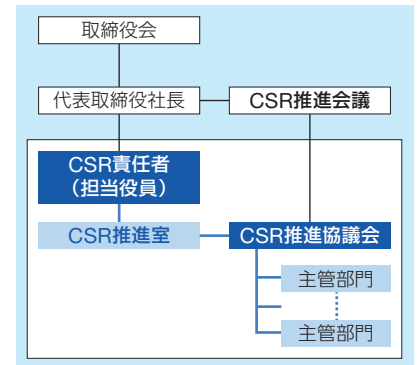 取締役会
代表取締役社長
CSR推進会議
CSR責任者
（担当役員）
CSR推進室
CSR推進協議会
主管部門
主管部門